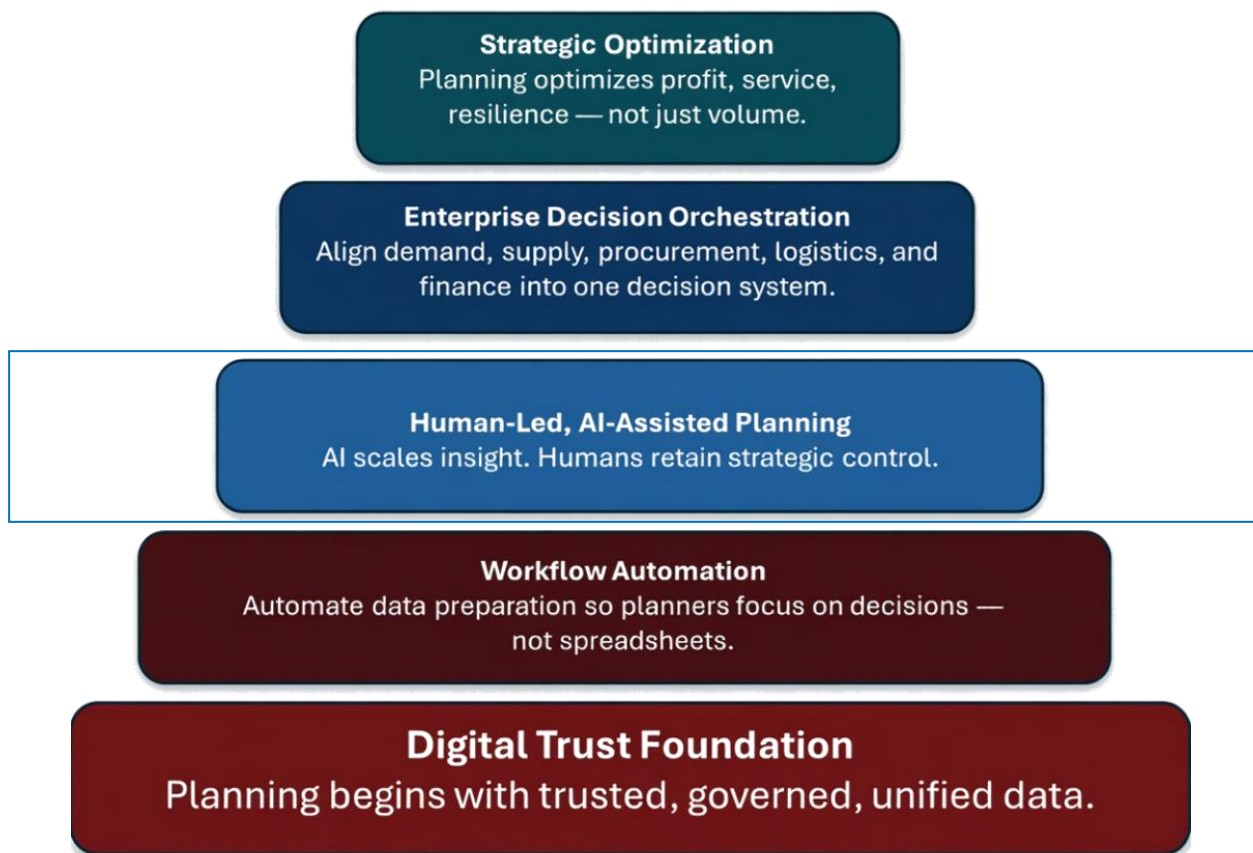 Strategic Optimization
Planning optimizes profit, service,
resilience — not just volume.
Enterprise Decision Orchestration
Align demand, supply, procurement, logistics, and
finance into one decision system.
Human-Led, AI-Assisted Planning
AI scales insight. Humans retain strategic control.
Workflow Automation
Automate data preparation so planners focus on decisions —
not spreadsheets.
Digital Trust Foundation
Planning begins with trusted, governed, unified data.